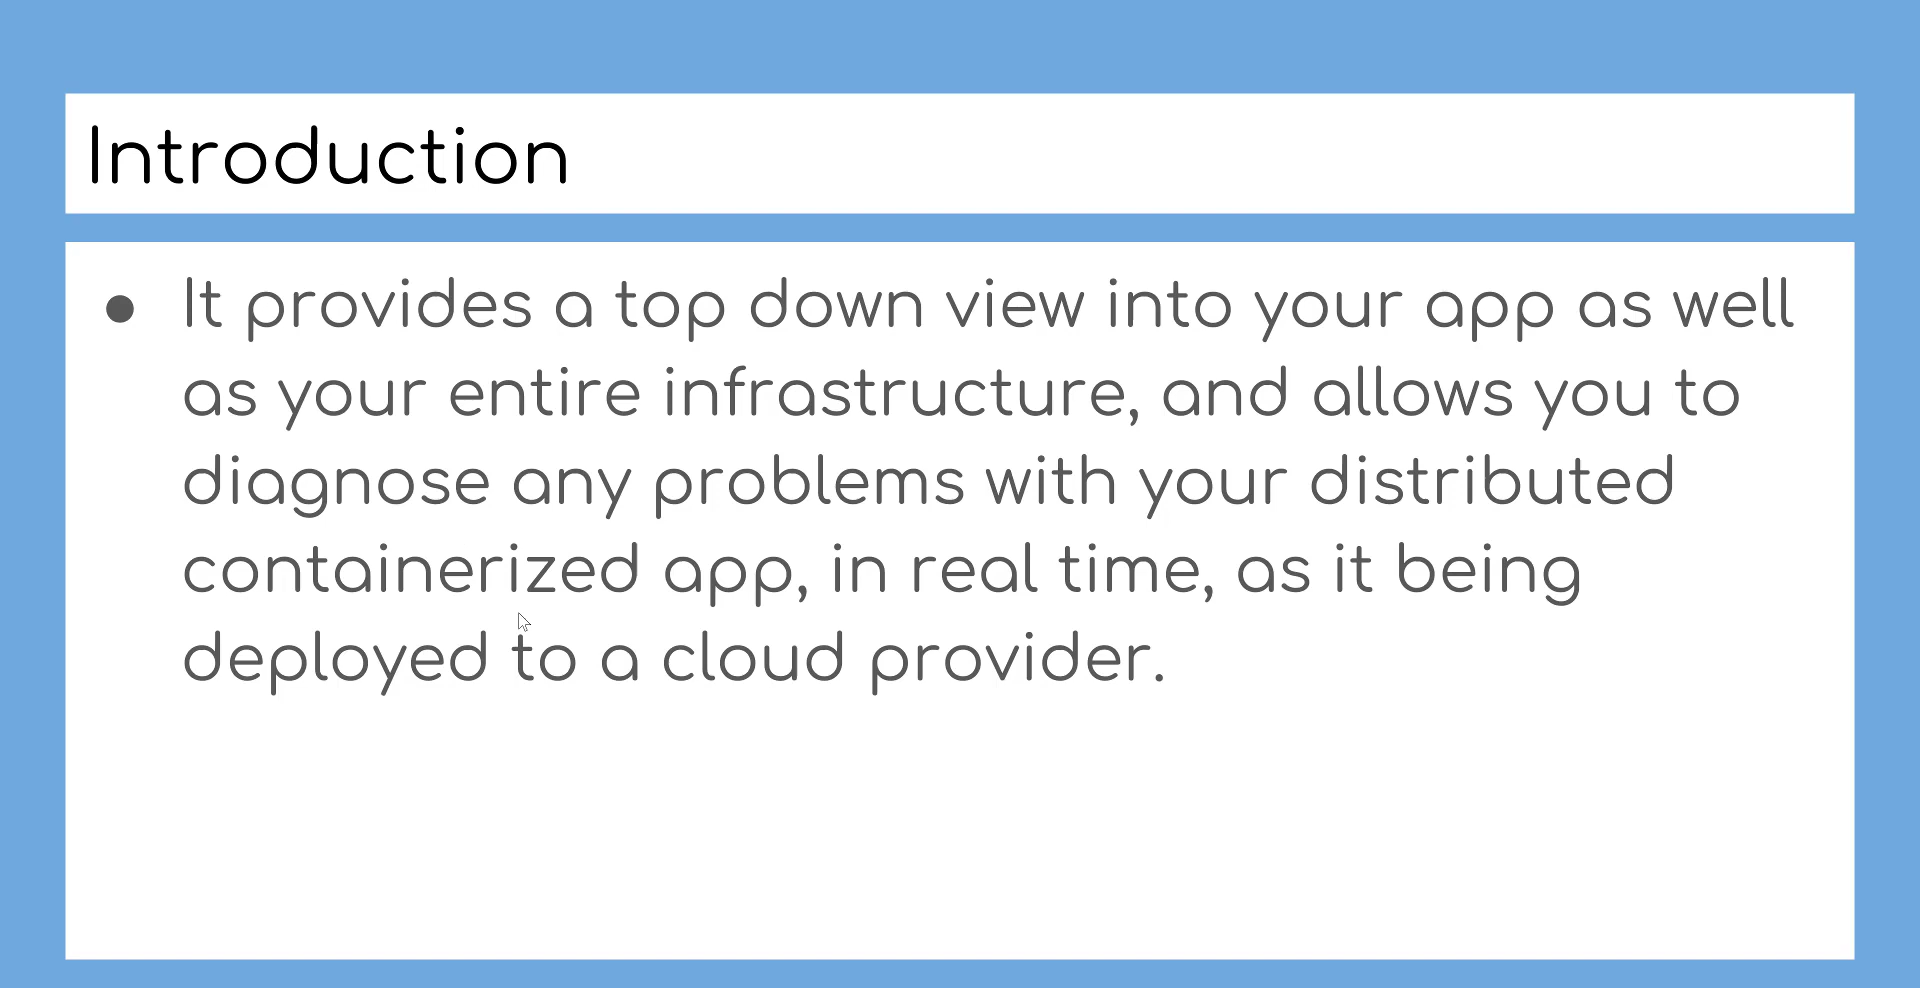 Introduction
● It provides a top down view into your app as well
as your entire infrastructure, and allows you to
diagnose any problems with your distributed
containerized app, in real time, as it being
deployed to a cloud provider.